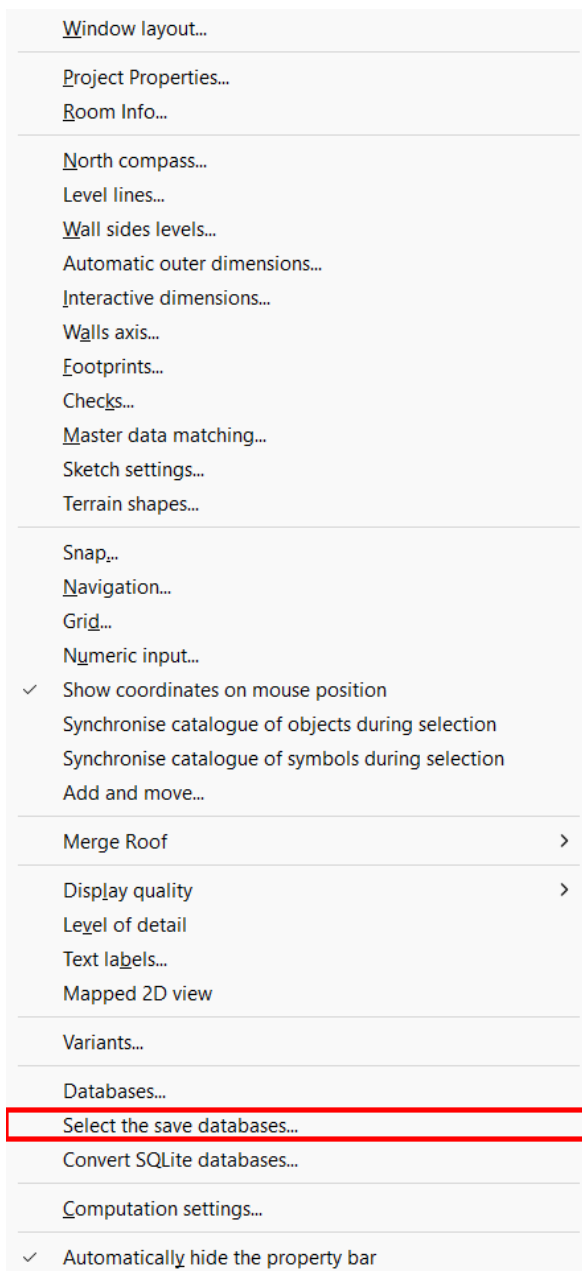 Window layout...
Project Properties...
Room Info...
North compass...
Level lines...
Wall sides levels...
Automatic outer dimensions...
Interactive dimensions...
Walls axis...
Footprints...
Checks...
Master data matching...
Sketch settings...
Terrain shapes...
Snap...
Navigation...
Grid...
Numeric input...
Show coordinates on mouse position
Synchronise catalogue of objects during selection
Synchronise catalogue of symbols during selection
Add and move...
Merge Roof
Display quality
Level of detail
Text labels...
Mapped 2D view
Variants...
Databases...
Select the save databases...
Convert SQLite databases...
Computation settings...
Automatically hide the property bar